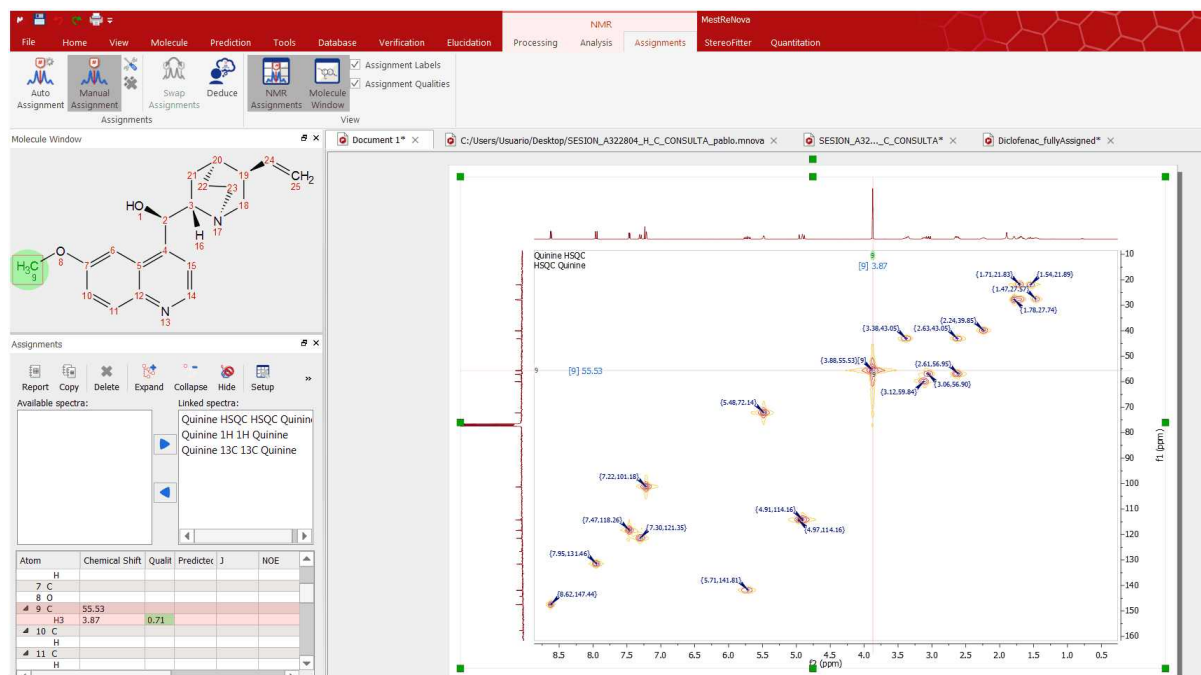 NMR
MestReNova
File Home View Molecule Prediction Tools Database Verification Elucidation Processing Analysis Assignments StereoFitter Quantitation
Auto Assignment
Manual Assignment
Swap Assignments
Deduce
NMR Assignments
Molecule Window
Assignment Labels
Assignment Qualities
Assignments
View
Molecule Window
Document 1*
C:/Users/Usuario/Desktop/SESION_A322804_H_C_CONSULTA_pablo.mnova
SESION_A32..._C_CONSULTA*
Diclofenac_fullyAssigned*
20 24
21 19 CH2
22 23 25
HO 3 18
1 2 N
H 17
16
O 4
8 6 15
H3C 7 5
9
10 12 14
11 N
13
Assignments
Report Copy Delete Expand Collapse Hide Setup »
Available spectra:
Linked spectra:
Quinine HSQC HSQC Quinin
Quinine 1H 1H Quinine
Quinine 13C 13C Quinine
Atom Chemical Shift Qualit Predictec J NOE
H
7 C
8 O
9 C 55.53
H3 3.87 0.71
10 C
H
11 C
H
Quinine HSQC
HSQC Quinine
9
[9] 3.87
9
[9] 55.53
{1.71,21.83}
{1.54,21.89}
{1.47,27.57}
{1.78,27.74}
{2.24,39.85}
{3.38,43.05}
{2.63,43.05}
{3.88,55.53}[9]
{2.61,56.95}
{3.06,56.90}
{3.12,59.84}
{5.48,72.14}
{7.22,101.18}
{4.91,114.16}
{4.97,114.16}
{7.47,118.26}
{7.30,121.35}
{7.95,131.46}
{5.71,141.81}
{8.62,147.44}
10
20
30
40
50
60
70
80
90
100
110
120
130
140
150
160
f1 (ppm)
8.5 8.0 7.5 7.0 6.5 6.0 5.5 5.0 4.5 4.0 3.5 3.0 2.5 2.0 1.5 1.0 0.5
f2 (ppm)